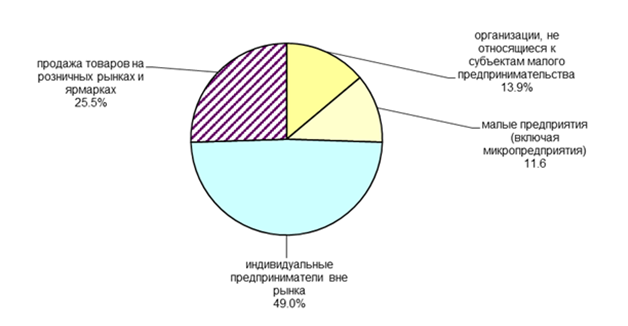 организации, не
относящиеся к
субъектам малого
предпринимательства
13.9%
продажа товаров на
розничных рынках и
ярмарках
25.5%
малые предприятия
(включая
микропредприятия)
11.6
индивидуальные
предприниматели вне
рынка
49.0%